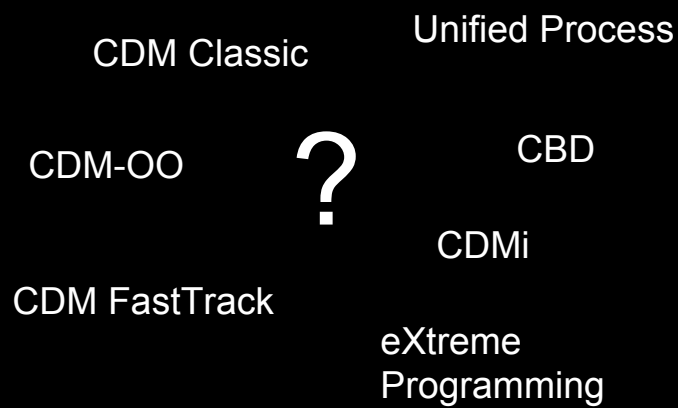 CDM Classic
Unified Process
CDM-OO
?
CBD
CDMi
CDM FastTrack
eXtreme
Programming